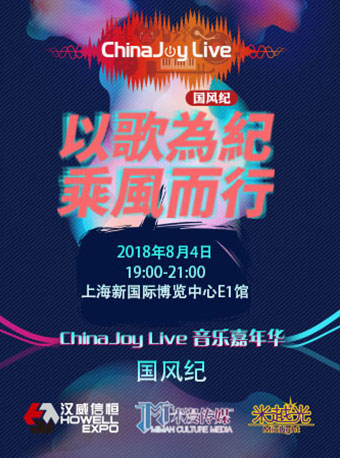 ChinaJoy Live
国风纪
以歌為紀
乘風而行
2018年8月4日
19:00-21:00
上海新国际博览中心E1馆
ChinaJoy Live 音乐嘉年华
国风纪
汉威信恒
HOWELL
EXPO
米漫传媒
MIMAN CULTURE MEDIA
米越光